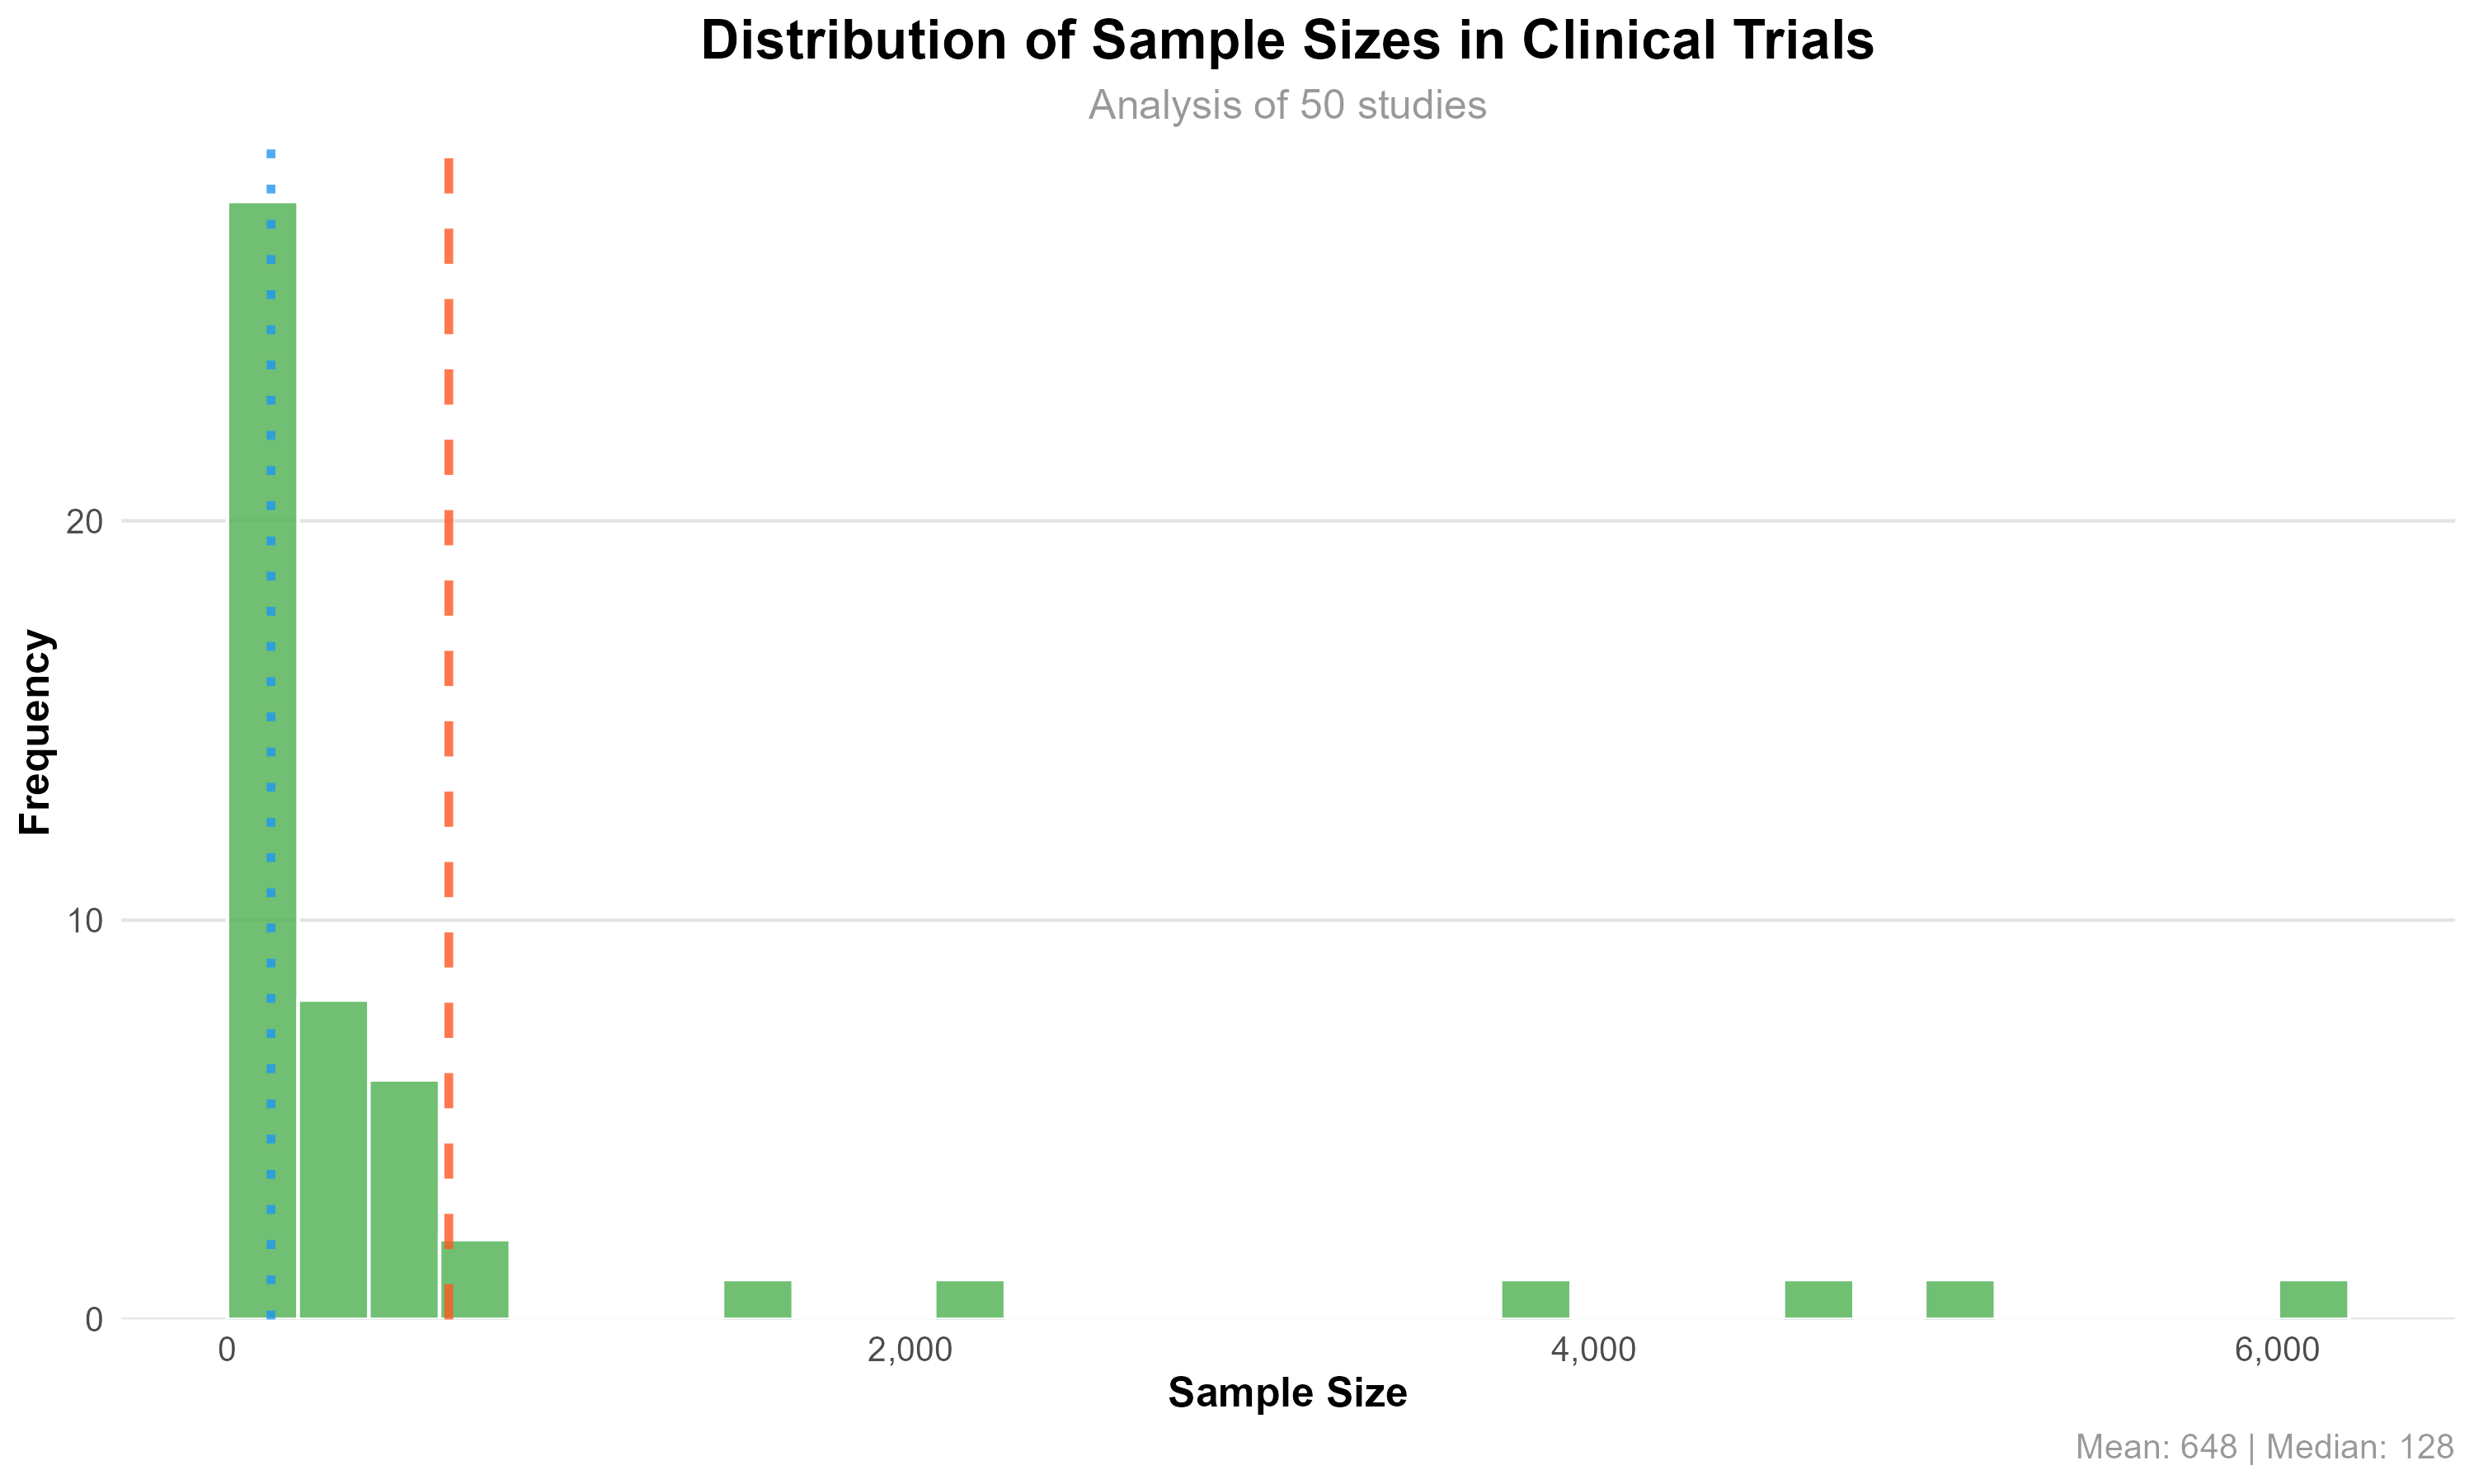 Distribution of Sample Sizes in Clinical Trials
Analysis of 50 studies
Frequency
20
10
0
0 2,000 4,000 6,000
Sample Size
Mean: 648 | Median: 128